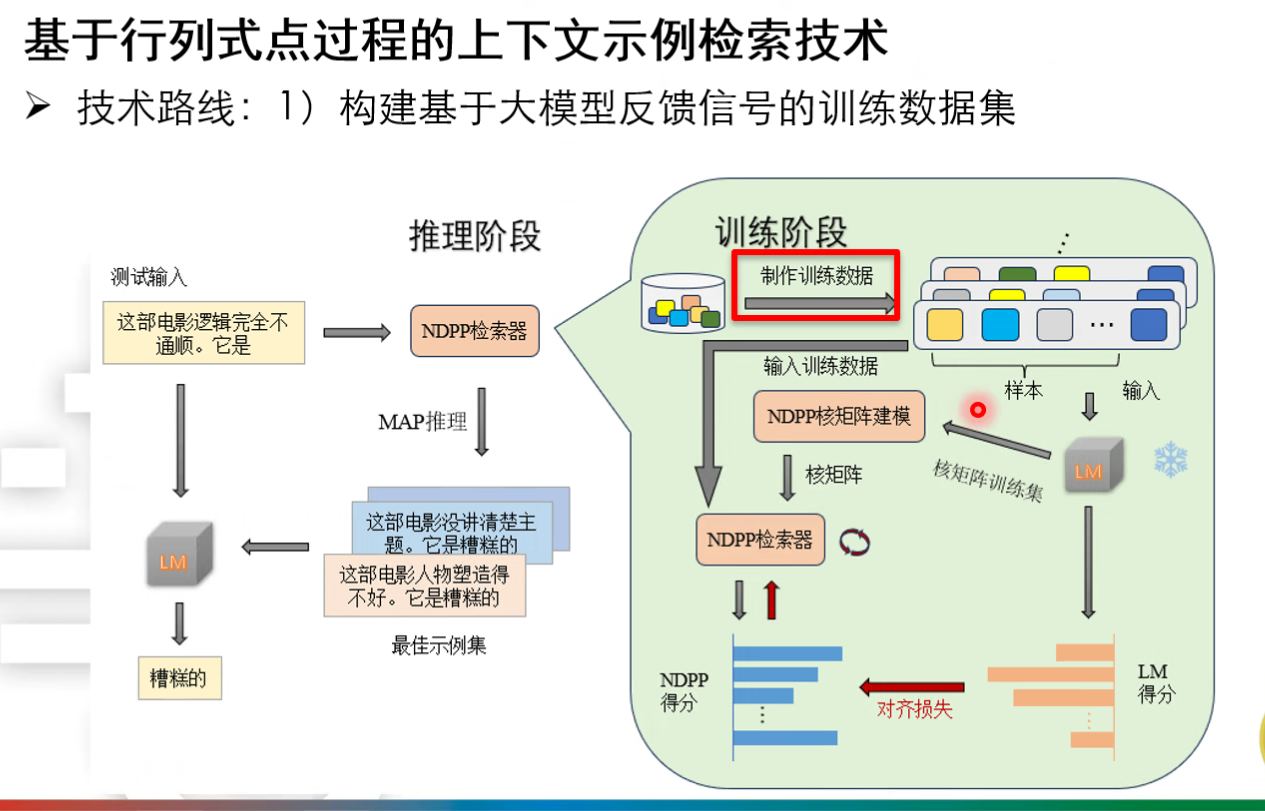 基于行列式点过程的上下文示例检索技术
➢ 技术路线：1）构建基于大模型反馈信号的训练数据集
推理阶段
测试输入
这部电影逻辑完全不
通顺。它是
NDPP检索器
MAP推理
这部电影没讲清楚主
题。它是糟糕的
这部电影人物塑造得
不好。它是糟糕的
最佳示例集
LM
糟糕的
训练阶段
制作训练数据
⋮
…
输入训练数据
样本
输入
NDPP核矩阵建模
LM
核矩阵训练集
核矩阵
NDPP检索器
NDPP
得分
⋮
对齐损失
⋮
LM
得分